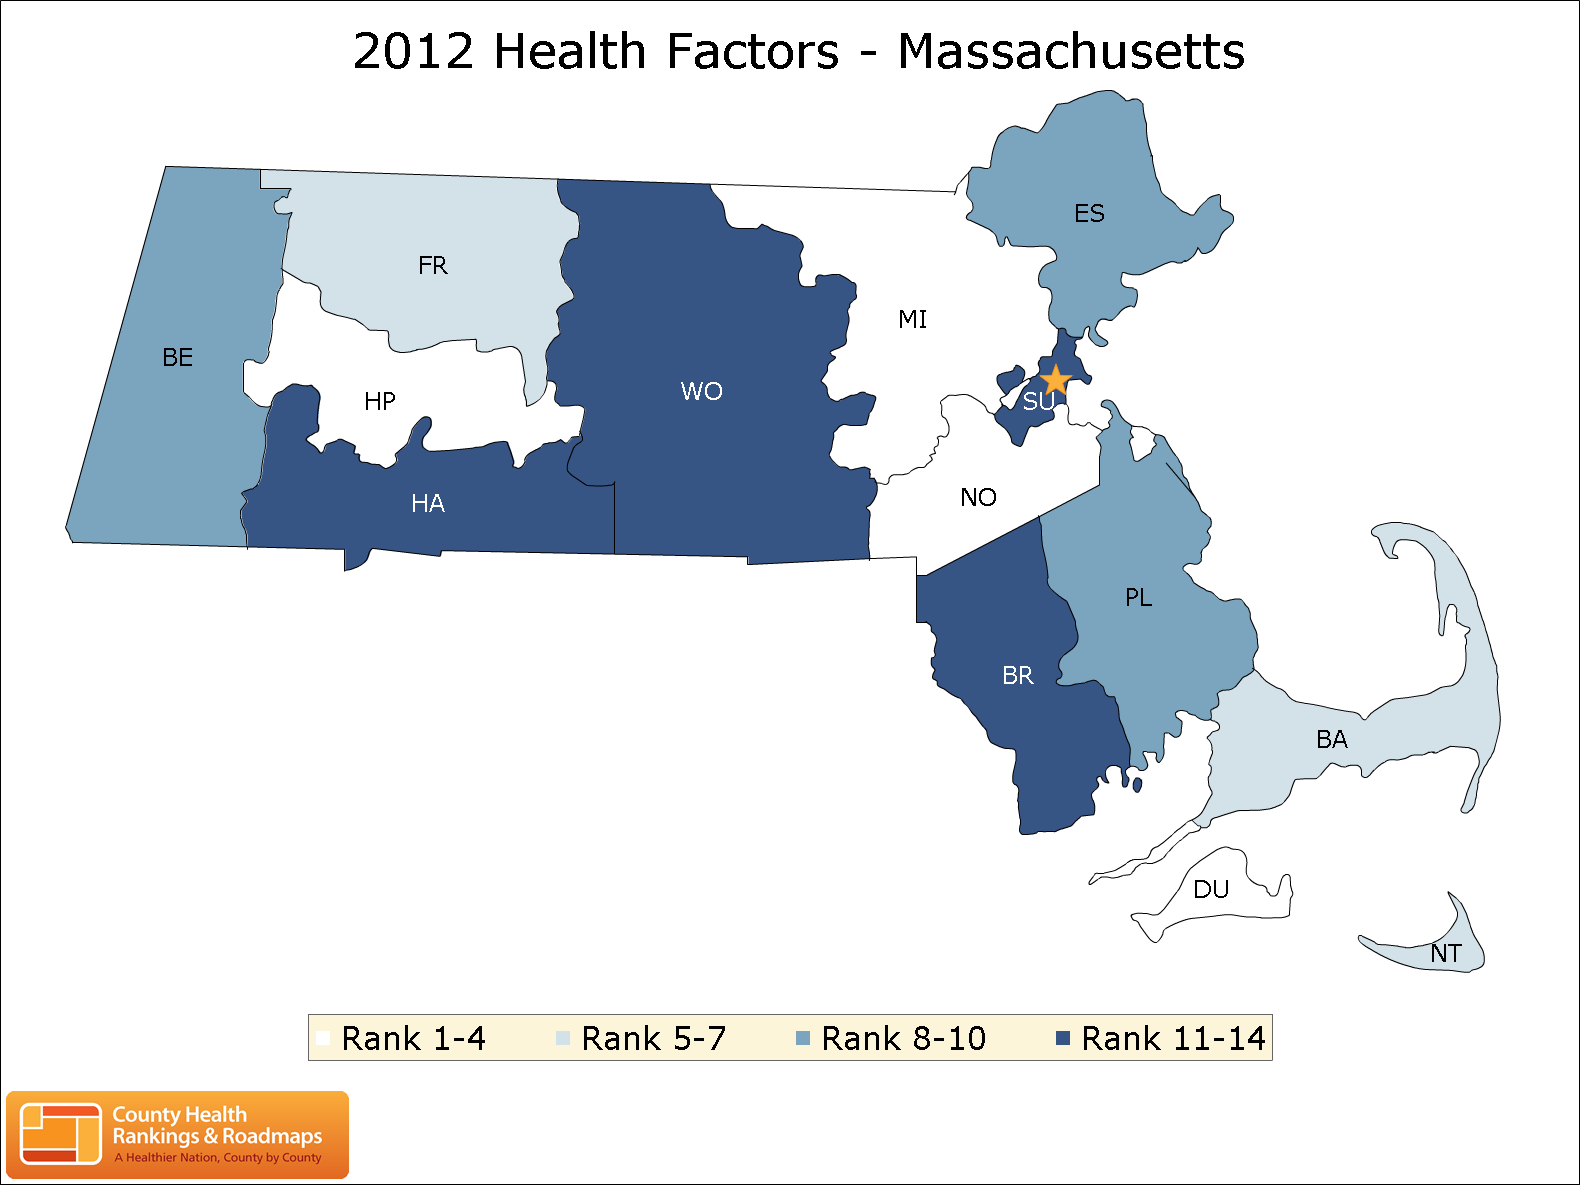 2012 Health Factors - Massachusetts
ES
FR
MI
BE
WO
HP
SU
HA
NO
PL
BR
BA
DU
NT
Rank 1-4 Rank 5-7 Rank 8-10 Rank 11-14
County Health
Rankings & Roadmaps
A Healthier Nation, County by County